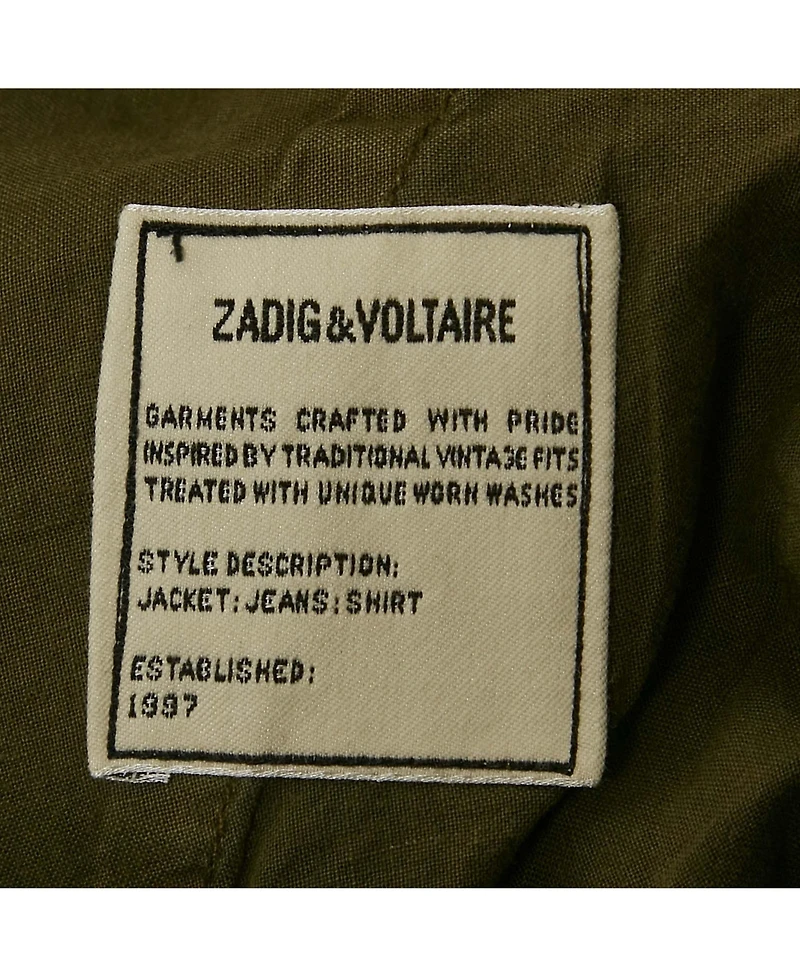 ZADIG&VOLTAIRE
GARMENTS CRAFTED WITH PRIDE
INSPIRED BY TRADITIONAL VINTAGE FITS
TREATED WITH UNIQUE WORN WASHES
STYLE DESCRIPTION:
JACKET:JEANS:SHIRT
ESTABLISHED:
1997